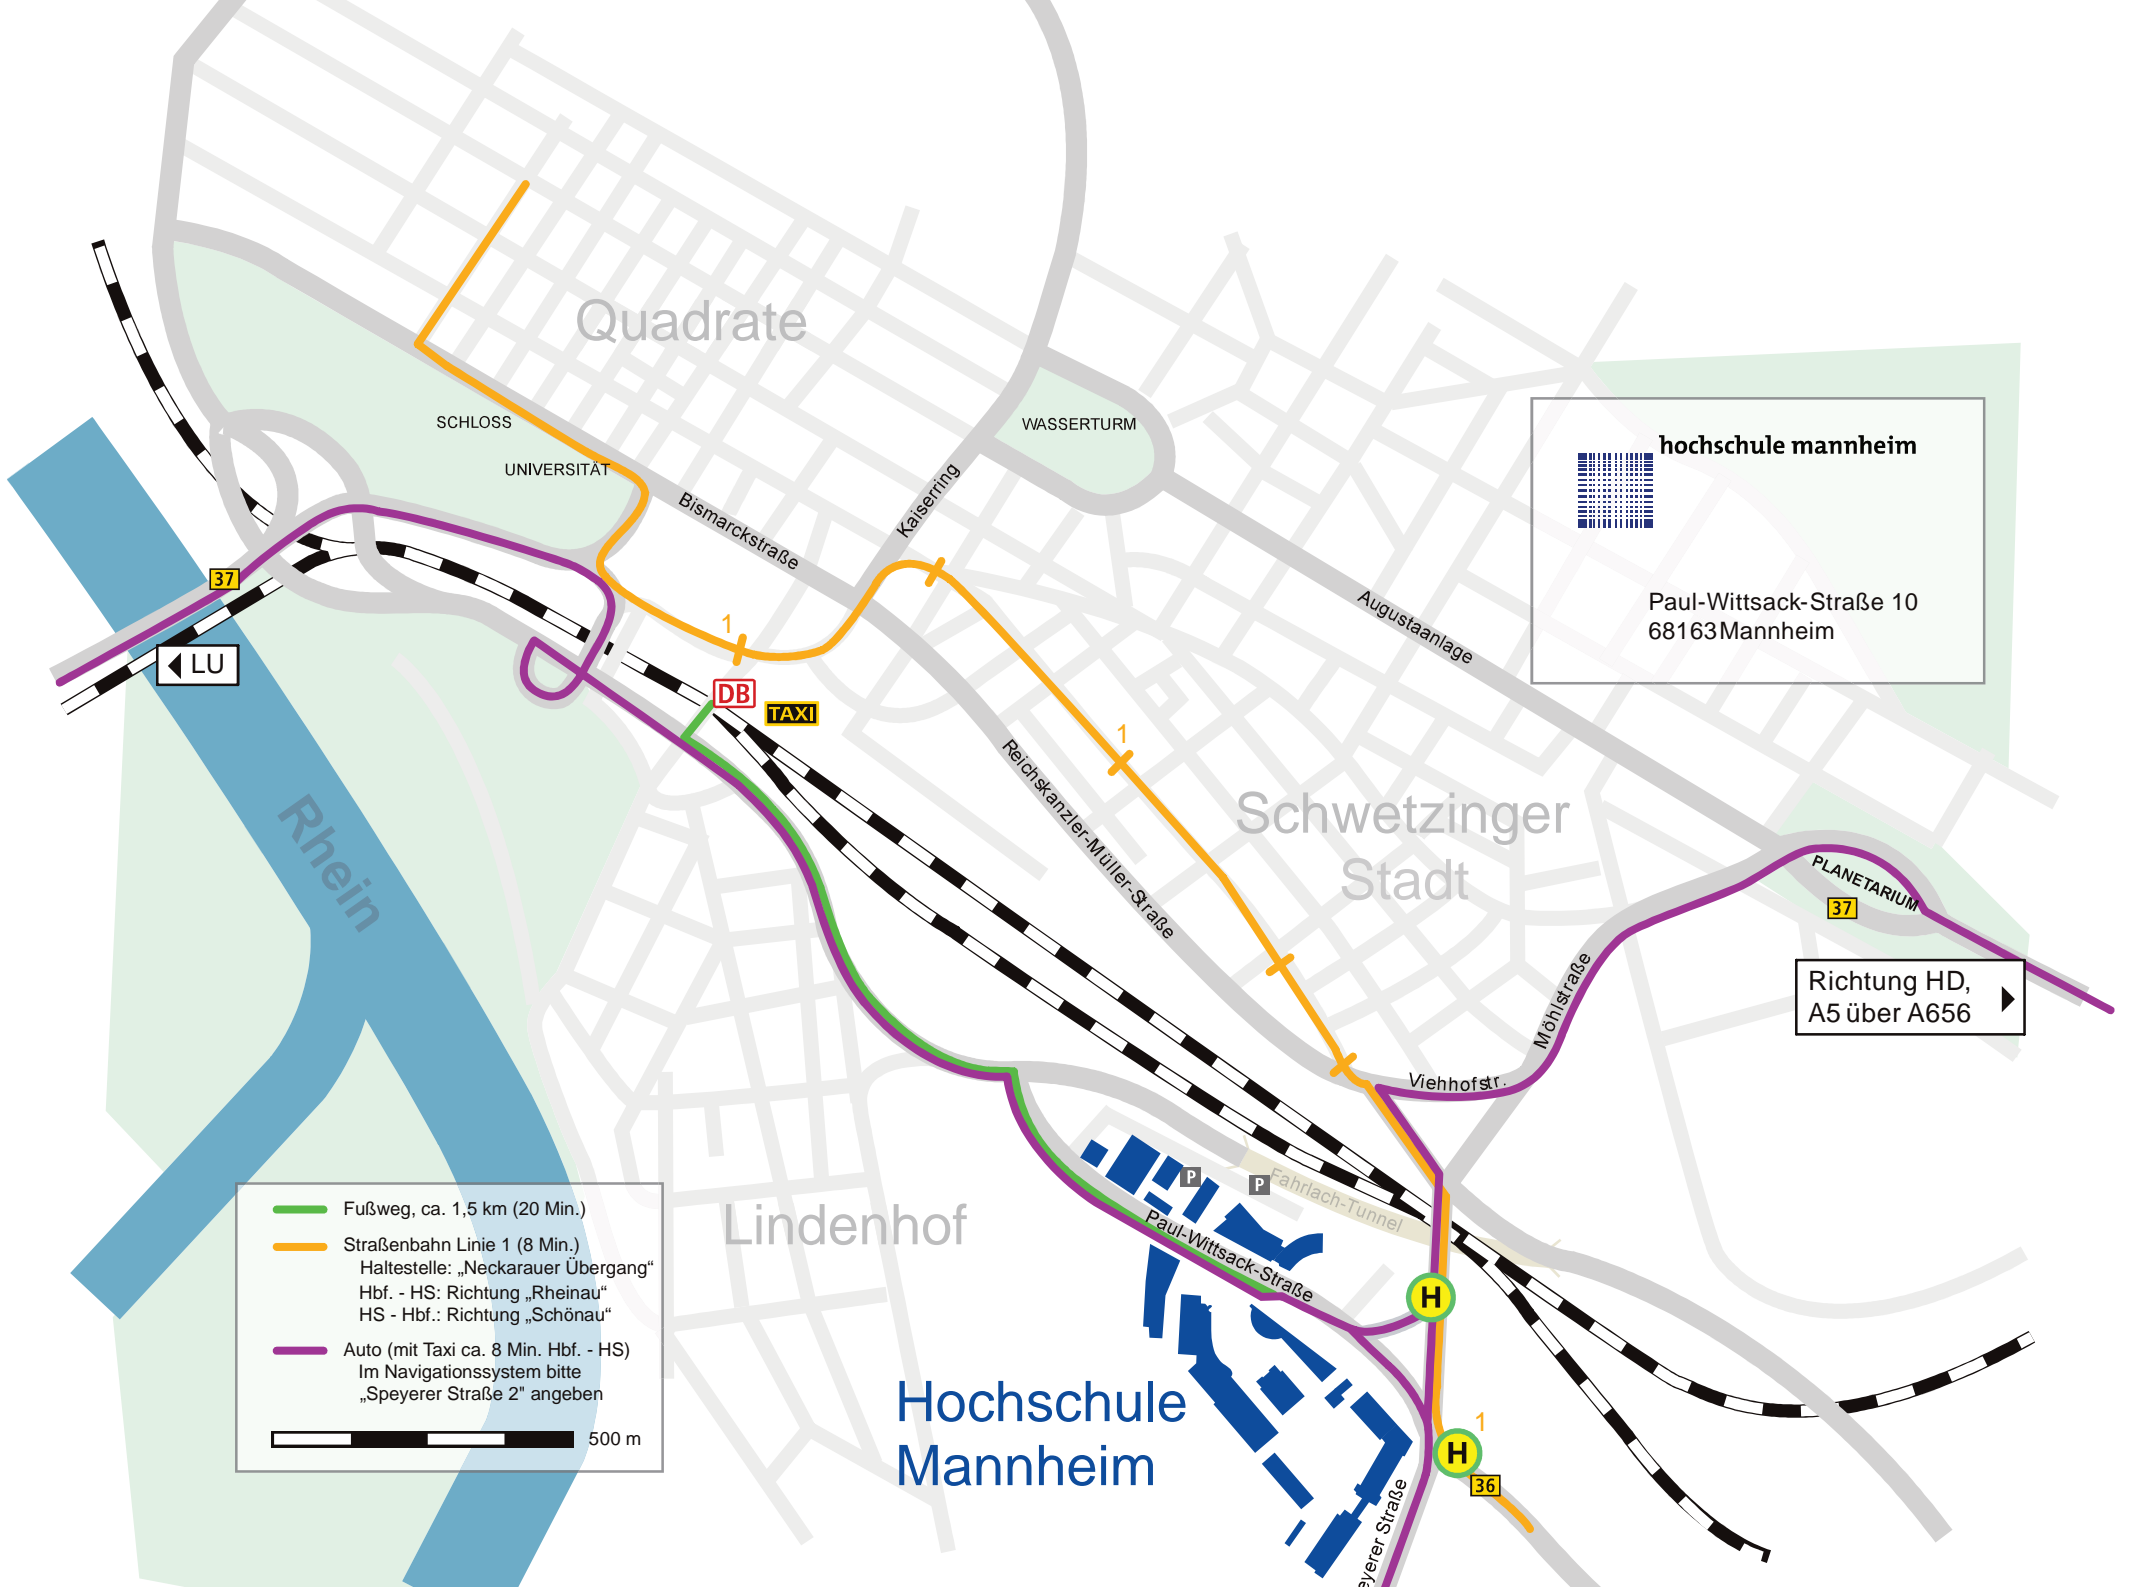 Quadrate
SCHLOSS
UNIVERSITÄT
WASSERTURM
Kaiserring
Bismarckstraße
hochschule mannheim
Paul-Wittsack-Straße 10
68163 Mannheim
37
LU
1
DB
TAXI
Augustaanlage
1
Reichskanzler-Müller-Straße
Schwetzinger
Stadt
Rhein
PLANETARIUM
37
Richtung HD,
A5 über A656
Möhlstraße
Viehhofstr.
P
P
Fahrlach-Tunnel
Lindenhof
Paul-Wittsack-Straße
H
Fußweg, ca. 1,5 km (20 Min.)
Straßenbahn Linie 1 (8 Min.)
Haltestelle: „Neckarauer Übergang“
Hbf. - HS: Richtung „Rheinau“
HS - Hbf.: Richtung „Schönau“
Auto (mit Taxi ca. 8 Min. Hbf. - HS)
Im Navigationssystem bitte
„Speyerer Straße 2" angeben
500 m
Hochschule
Mannheim
1
H
36
eyerer Straße